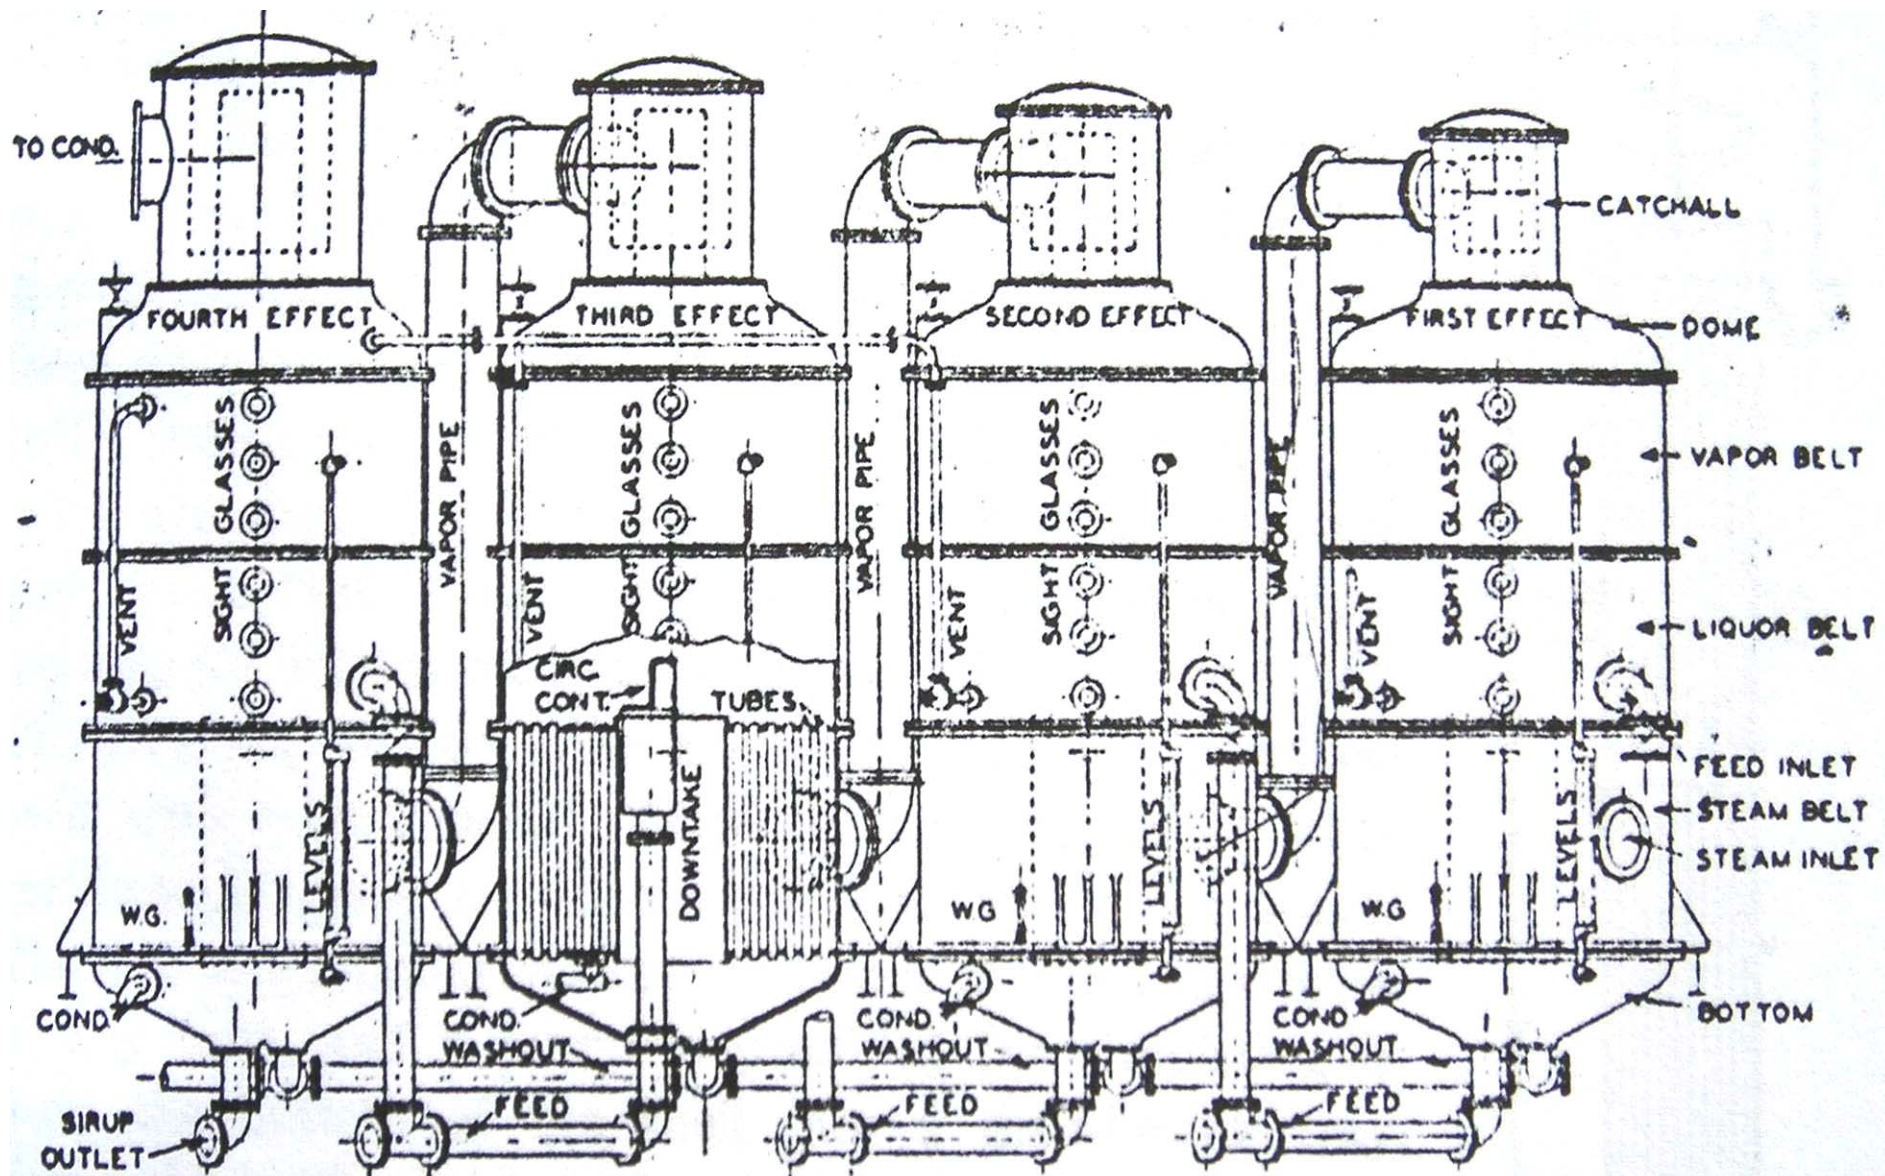 TO COND.
CATCHALL
FOURTH EFFECT
THIRD EFFECT
SECOND EFFECT
FIRST EFFECT
DOME
SIGHT GLASSES
VAPOR PIPE
SIGHT GLASSES
VAPOR PIPE
SIGHT GLASSES
VAPOR PIPE
SIGHT GLASSES
VAPOR BELT
VENT
VENT
VENT
VENT
LIQUOR BELT
CIRC.
CONT.
TUBES
FEED INLET
LEVELS
DOWNTAKE
LEVELS
LEVELS
STEAM BELT
STEAM INLET
W.G.
W.G
W.G
COND.
COND.
COND.
COND
BOTTOM
WASHOUT
WASHOUT
WASHOUT
FEED
FEED
FEED
SIRUP
OUTLET